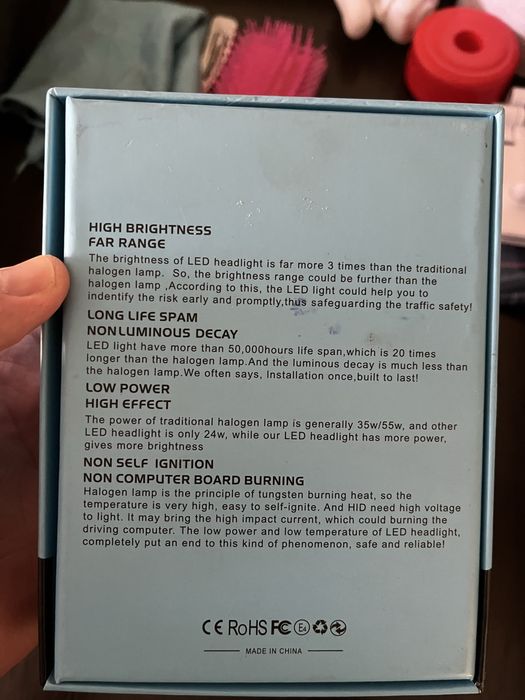 HIGH BRIGHTNESS
FAR RANGE
The brightness of LED headlight is far more 3 times than the traditional
halogen lamp.  So, the brightness range could be further than the
halogen lamp ,According to this, the LED light could help you to
indentify the risk early and promptly,thus safeguarding the traffic safety!
LONG LIFE SPAM
NON LUMINOUS DECAY
LED light have more than 50,000hours life span,which is 20 times
longer than the halogen lamp.And the luminous decay is much less than
the halogen lamp.We often says, Installation once,built to last!
LOW POWER
HIGH EFFECT
The power of traditional halogen lamp is generally 35w/55w, and other
LED headlight is only 24w, while our LED headlight has more power,
gives more brightness
NON SELF IGNITION
NON COMPUTER BOARD BURNING
Halogen lamp is the principle of tungsten burning heat, so the
temperature is very high, easy to self-ignite. And HID need high voltage
to light. It may bring the high impact current, which could burning the
driving computer. The low power and low temperature of LED headlight,
completely put an end to this kind of phenomenon, safe and reliable!
CE RoHS FC E4
MADE IN CHINA